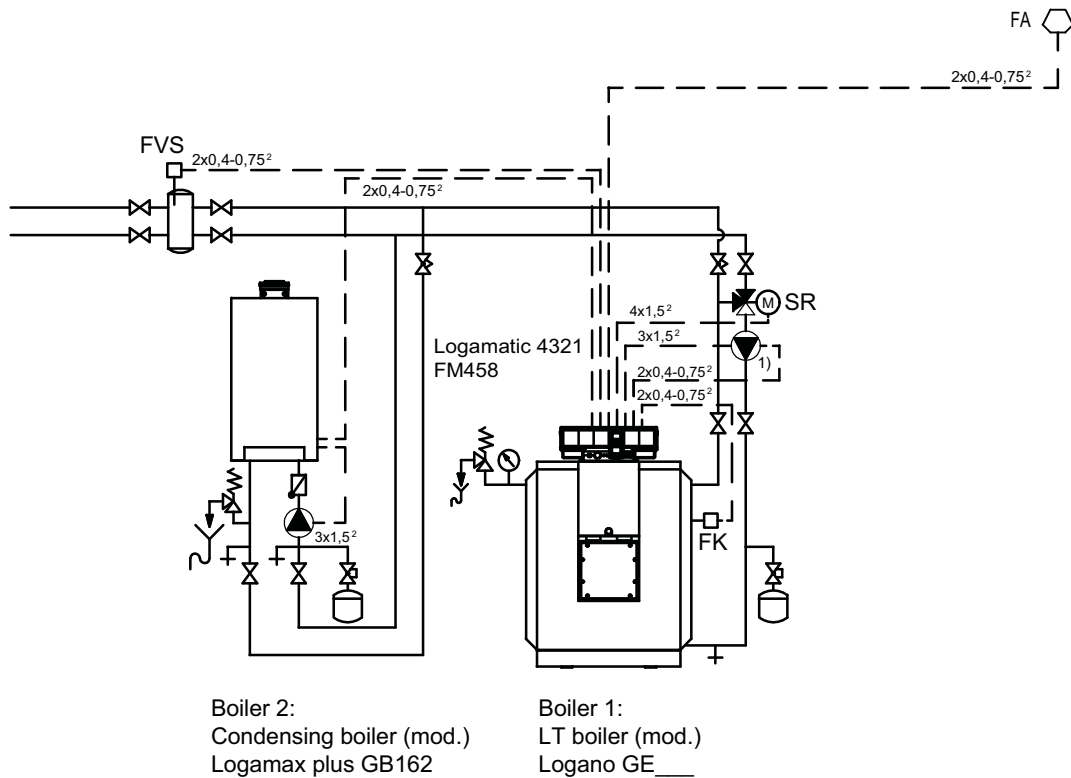 FA
2x0,4-0,75²
FVS
2x0,4-0,75²
2x0,4-0,75²
M
SR
4x1,5²
Logamatic 4321
FM458
3x1,5²
1)
2x0,4-0,75²
2x0,4-0,75²
FK
3x1,5²
Boiler 2:
Condensing boiler (mod.)
Logamax plus GB162
Boiler 1:
LT boiler (mod.)
Logano GE___